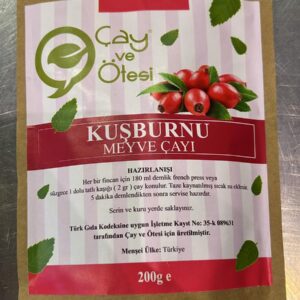 Çay
ve
Ötesi
KUŞBURNU
MEYVE ÇAYI
HAZIRLANIŞI
Her bir fincan için 180 ml demlik french press veya
süzgece 1 dolu tatlı kaşığı ( 2 gr ) çay konulur. Taze kaynatılmış sıcak su eklenir.
5 dakika demlendikten sonra servise hazırdır.
Serin ve kuru yerde saklayınız.
Türk Gıda Kodeksine uygun İşletme Kayıt No: 35-k 089631
tarafından Çay ve Ötesi için üretilmiştir.
Menşei Ülke: Türkiye
200g e